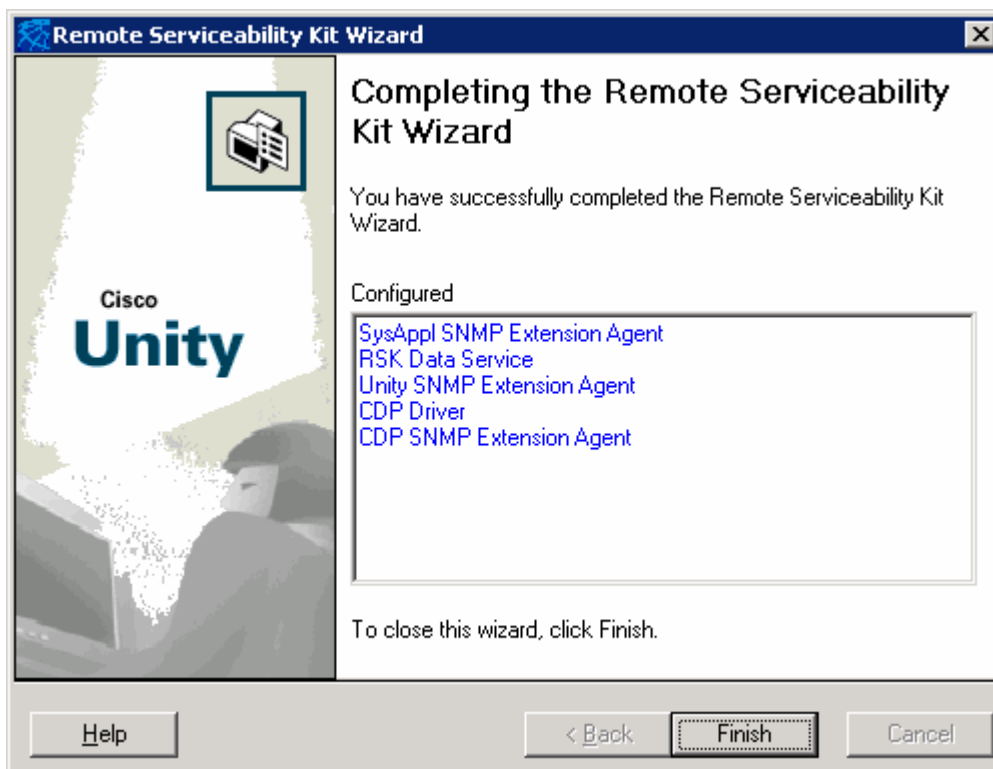 Remote Serviceability Kit Wizard
Completing the Remote Serviceability
Kit Wizard
You have successfully completed the Remote Serviceability Kit
Wizard.
Cisco
Unity
Configured
SysAppl SNMP Extension Agent
RSK Data Service
Unity SNMP Extension Agent
CDP Driver
CDP SNMP Extension Agent
To close this wizard, click Finish.
Help
< Back
Finish
Cancel